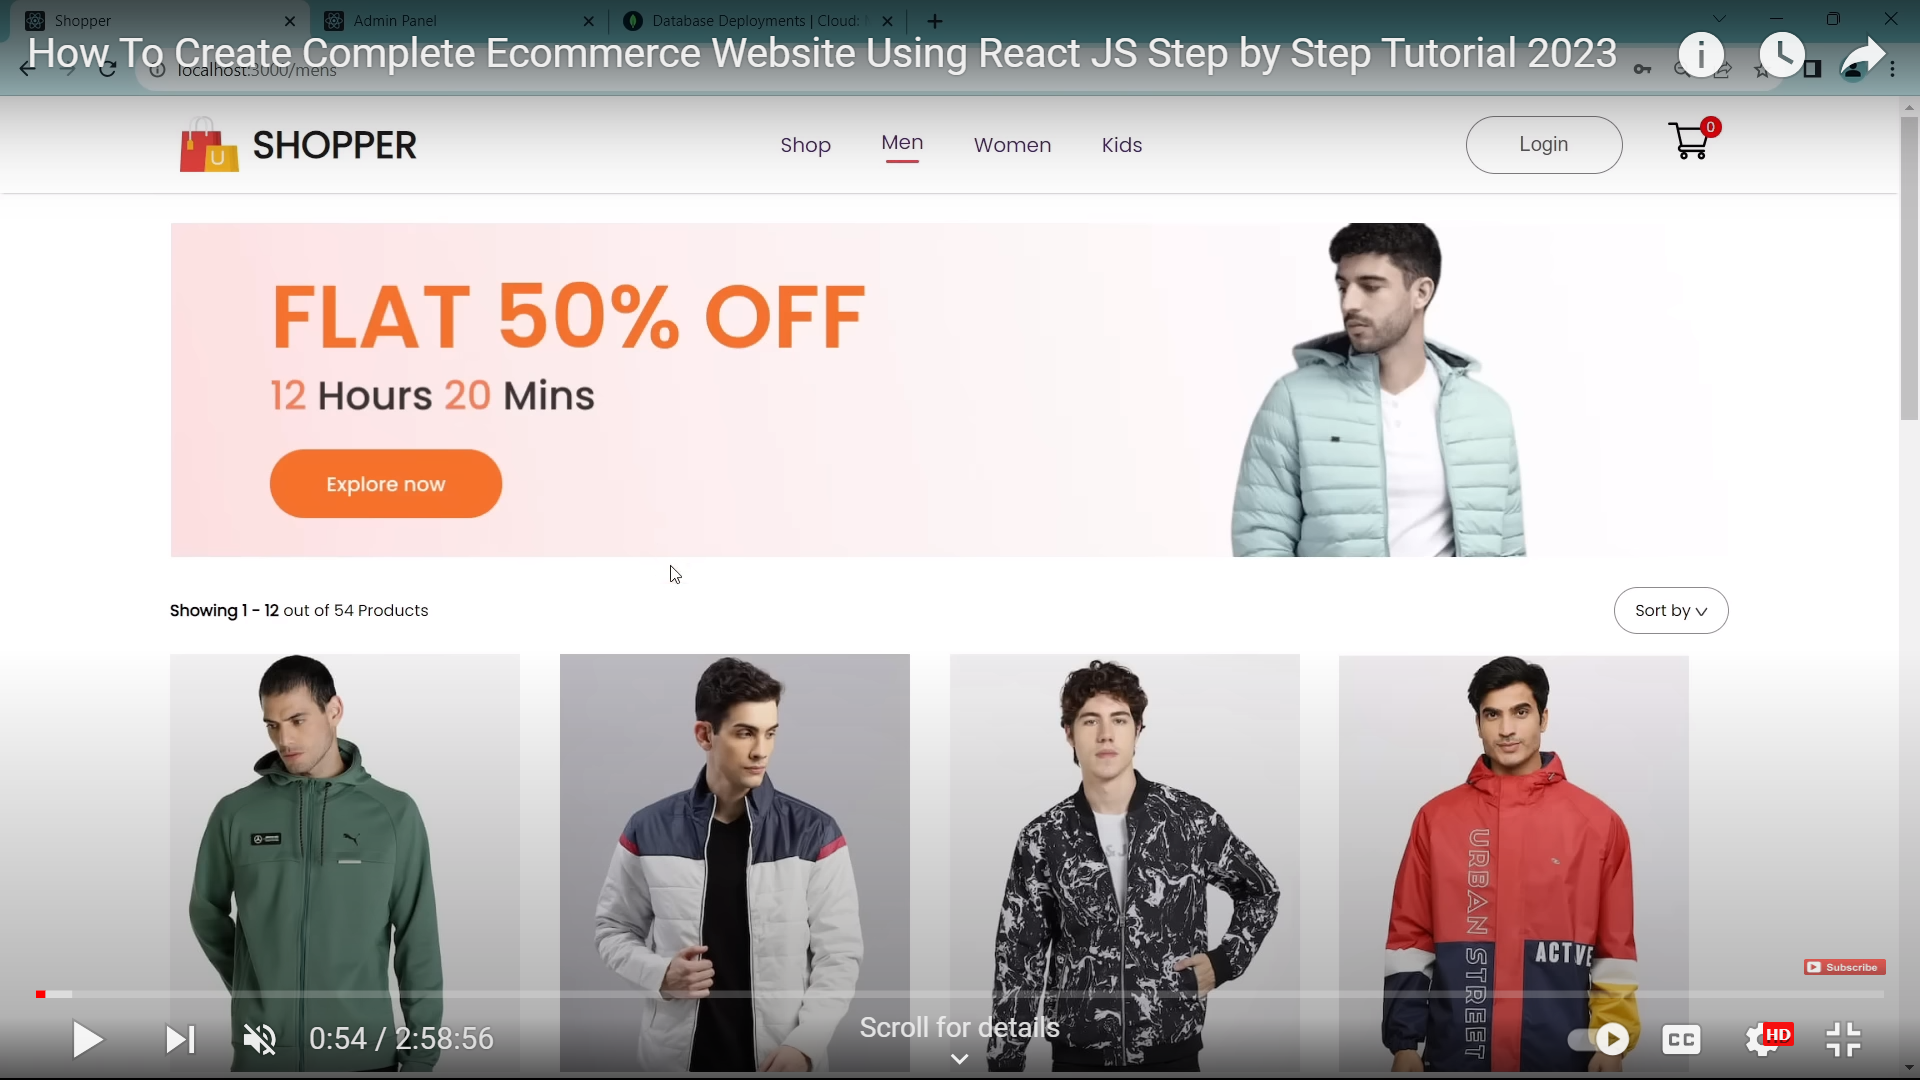 Shopper
Admin Panel
Database Deployments | Cloud:
How To Create Complete Ecommerce Website Using React JS Step by Step Tutorial 2023
localhost:3000/mens
U
SHOPPER
Shop
Men
Women
Kids
Login
0
FLAT 50% OFF
12 Hours 20 Mins
Explore now
Showing 1 - 12 out of 54 Products
Sort by
URBAN STREET
ACTIVE
Subscribe
0:54 / 2:58:56
Scroll for details
CC
HD